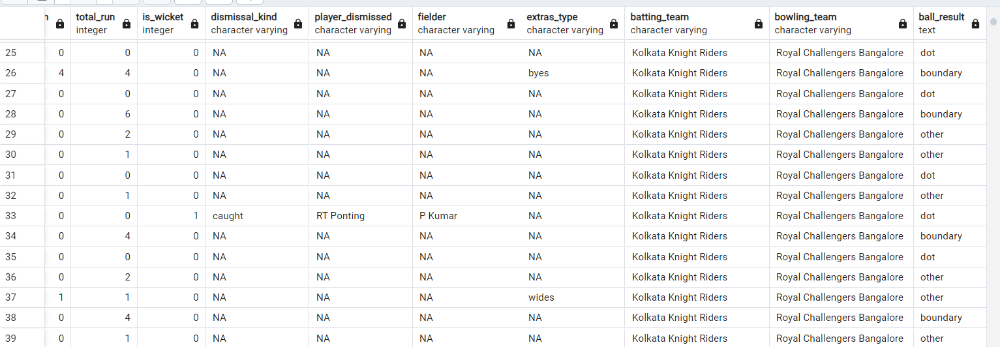 n total_run is_wicket dismissal_kind player_dismissed fielder extras_type batting_team bowling_team ball_result
integer integer character varying character varying character varying character varying character varying character varying text
25 0 0 0 NA NA NA NA Kolkata Knight Riders Royal Challengers Bangalore dot
26 4 4 0 NA NA NA byes Kolkata Knight Riders Royal Challengers Bangalore boundary
27 0 0 0 NA NA NA NA Kolkata Knight Riders Royal Challengers Bangalore dot
28 0 6 0 NA NA NA NA Kolkata Knight Riders Royal Challengers Bangalore boundary
29 0 2 0 NA NA NA NA Kolkata Knight Riders Royal Challengers Bangalore other
30 0 1 0 NA NA NA NA Kolkata Knight Riders Royal Challengers Bangalore other
31 0 0 0 NA NA NA NA Kolkata Knight Riders Royal Challengers Bangalore dot
32 0 1 0 NA NA NA NA Kolkata Knight Riders Royal Challengers Bangalore other
33 0 0 1 caught RT Ponting P Kumar NA Kolkata Knight Riders Royal Challengers Bangalore dot
34 0 4 0 NA NA NA NA Kolkata Knight Riders Royal Challengers Bangalore boundary
35 0 0 0 NA NA NA NA Kolkata Knight Riders Royal Challengers Bangalore dot
36 0 2 0 NA NA NA NA Kolkata Knight Riders Royal Challengers Bangalore other
37 1 1 0 NA NA NA wides Kolkata Knight Riders Royal Challengers Bangalore other
38 0 4 0 NA NA NA NA Kolkata Knight Riders Royal Challengers Bangalore boundary
39 0 1 0 NA NA NA NA Kolkata Knight Riders Royal Challengers Bangalore other